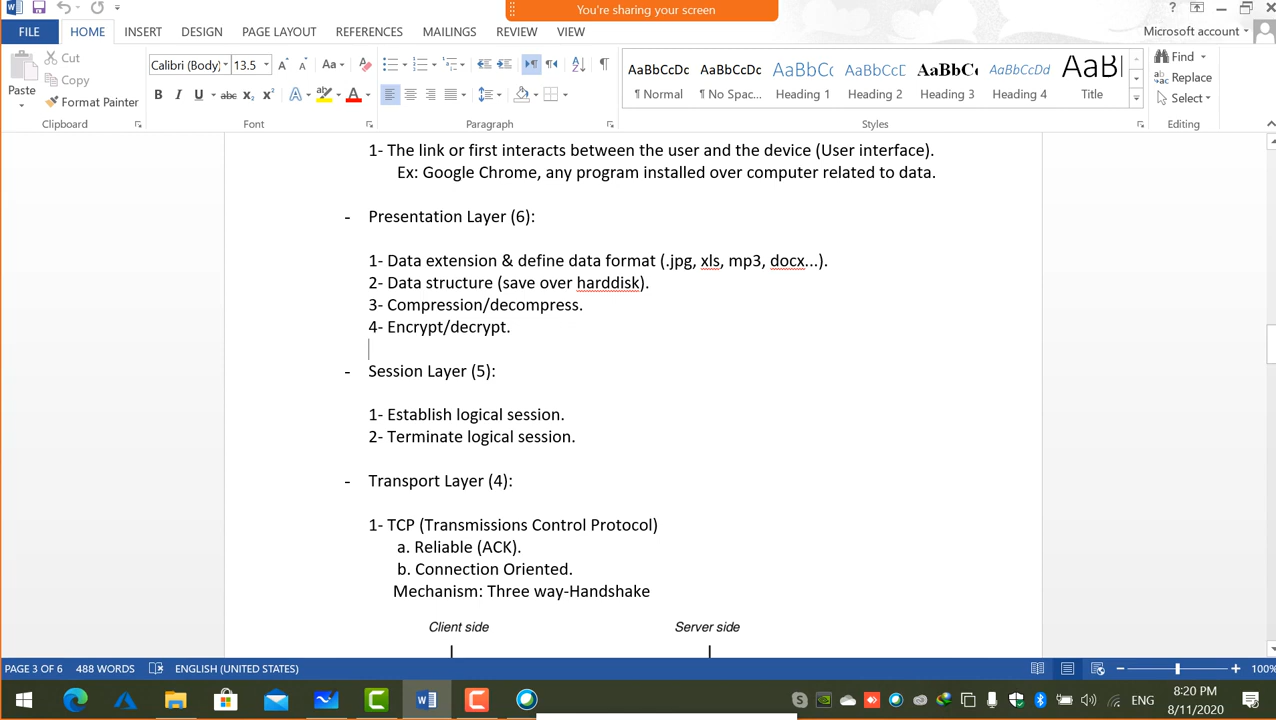 You're sharing your screen
FILE HOME INSERT DESIGN PAGE LAYOUT REFERENCES MAILINGS REVIEW VIEW Microsoft account
Paste Cut Copy Format Painter
Calibri (Body) 13.5 Aa
B I U abc x₂ x² A A
AaBbCcDc AaBbCcDc AaBbCc AaBbCcDc AaBbCc AaBbCcDd AaB
¶ Normal ¶ No Spac... Heading 1 Heading 2 Heading 3 Heading 4 Title
Find Replace Select
Clipboard Font Paragraph Styles Editing
1- The link or first interacts between the user and the device (User interface).
Ex: Google Chrome, any program installed over computer related to data.
- Presentation Layer (6):
1- Data extension & define data format (.jpg, xls, mp3, docx...).
2- Data structure (save over harddisk).
3- Compression/decompress.
4- Encrypt/decrypt.
- Session Layer (5):
1- Establish logical session.
2- Terminate logical session.
- Transport Layer (4):
1- TCP (Transmissions Control Protocol)
a. Reliable (ACK).
b. Connection Oriented.
Mechanism: Three way-Handshake
Client side Server side
PAGE 3 OF 6 488 WORDS ENGLISH (UNITED STATES) 100%
ENG 8:20 PM
8/11/2020